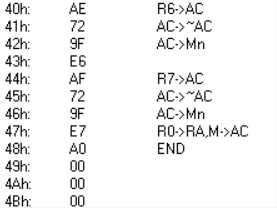 40h: AE R6->AC
41h: 72 AC->~AC
42h: 9F AC->Mn
43h: E6
44h: AF R7->AC
45h: 72 AC->~AC
46h: 9F AC->Mn
47h: E7 R0->RA,M->AC
48h: A0 END
49h: 00
4Ah: 00
4Bh: 00